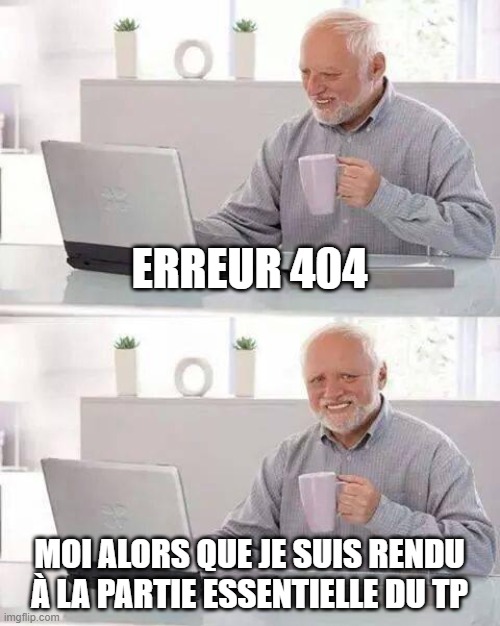 ERREUR 404
MOI ALORS QUE JE SUIS RENDU
À LA PARTIE ESSENTIELLE DU TP
imgflip.com